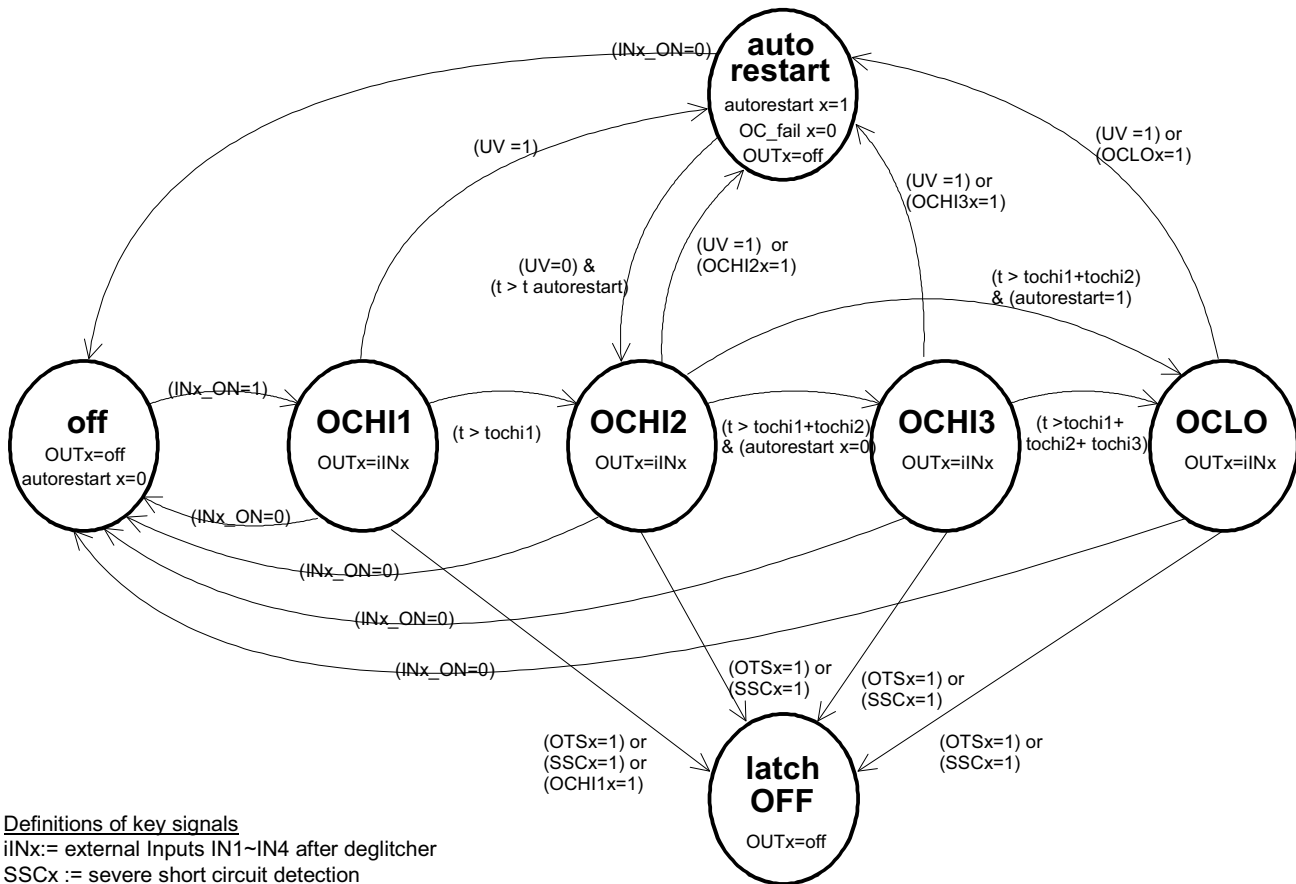 (INx_ON=0)
auto
restart
autorestart x=1
OC_fail x=0
OUTx=off
(UV =1)
(UV =1) or
(OCLOx=1)
(UV =1) or
(OCHI3x=1)
(UV =1) or
(OCHI2x=1)
(UV=0) &
(t > t autorestart)
(t > tochi1+tochi2)
& (autorestart=1)
off
OUTx=off
autorestart x=0
(INx_ON=1)
OCHI1
OUTx=iINx
(t > tochi1)
OCHI2
OUTx=iINx
(t > tochi1+tochi2)
& (autorestart x=0)
OCHI3
OUTx=iINx
(t >tochi1+
tochi2+ tochi3)
OCLO
OUTx=iINx
(INx_ON=0)
(INx_ON=0)
(INx_ON=0)
(INx_ON=0)
(OTSx=1) or
(SSCx=1) or
(OCHI1x=1)
(OTSx=1) or
(SSCx=1)
(OTSx=1) or
(SSCx=1)
(OTSx=1) or
(SSCx=1)
latch
OFF
OUTx=off
Definitions of key signals
iINx:= external Inputs IN1~IN4 after deglitcher
SSCx := severe short circuit detection